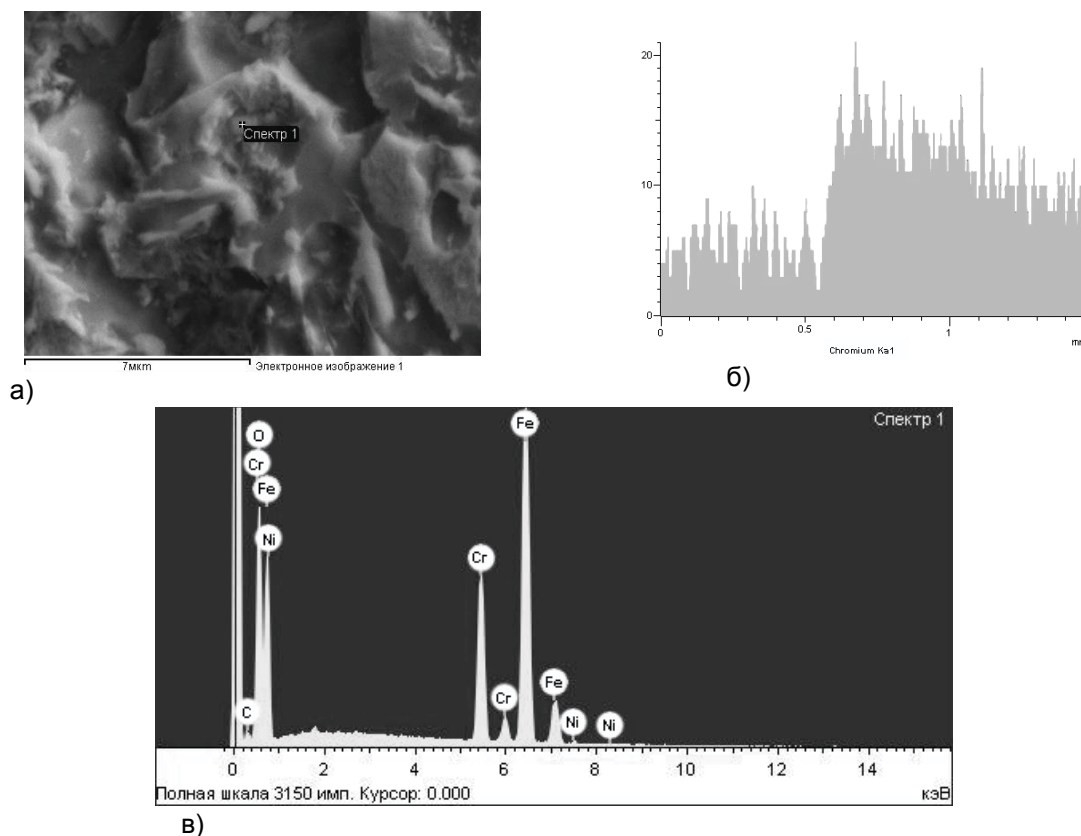 Спектр 1
7мкm
Электронное изображение 1
а)
20
10
0
0
0.5
1
Chromium Ka1
б)
Спектр 1
O
Cr
Fe
Ni
C
Cr
Cr
Fe
Fe
Ni
Ni
0 2 4 6 8 10 12 14
Полная шкала 3150 имп. Курсор: 0.000
кэВ
в)